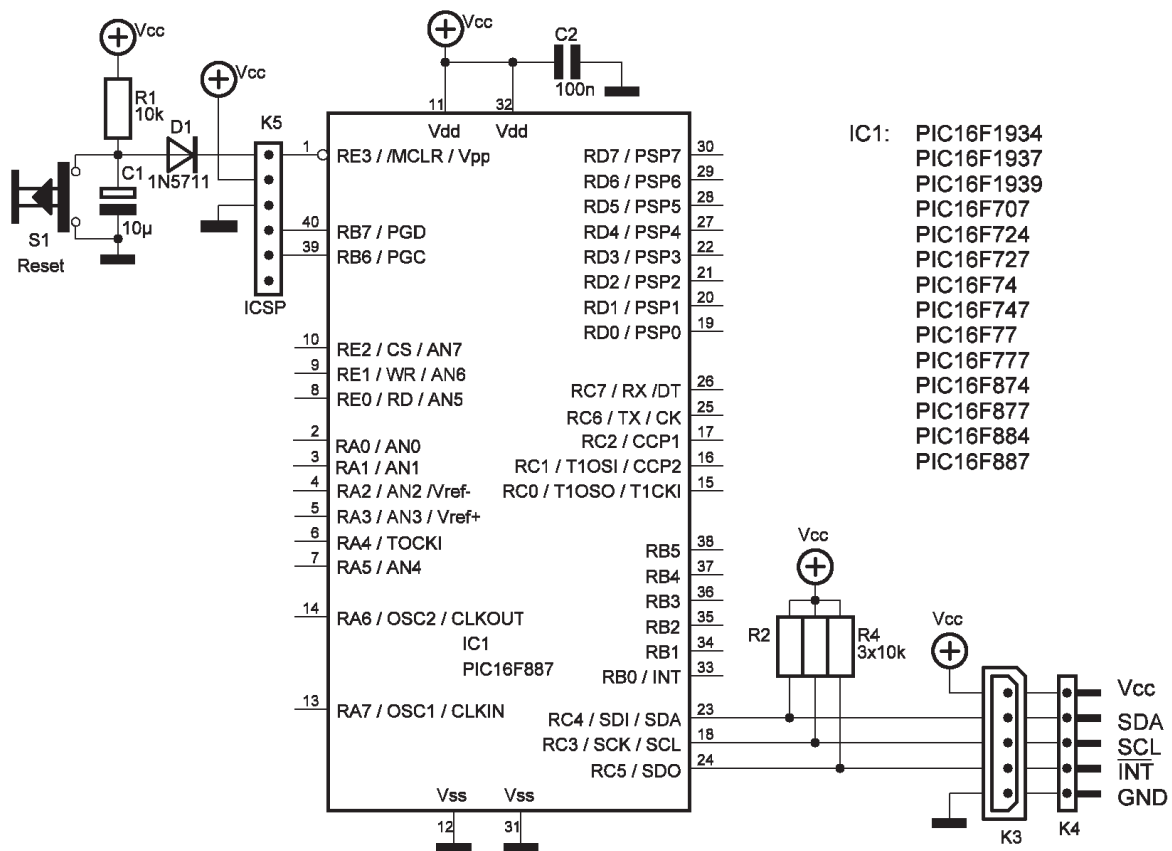 Vcc
Vcc
Vcc
C2
100n
R1
10k
D1
1N5711
C1
10µ
S1
Reset
K5
ICSP
11
32
Vdd
Vdd
1
RE3 / /MCLR / Vpp
40
RB7 / PGD
39
RB6 / PGC
10
RE2 / CS / AN7
9
RE1 / WR / AN6
8
RE0 / RD / AN5
2
RA0 / AN0
3
RA1 / AN1
4
RA2 / AN2 /Vref-
5
RA3 / AN3 / Vref+
6
RA4 / TOCKI
7
RA5 / AN4
14
RA6 / OSC2 / CLKOUT
IC1
PIC16F887
13
RA7 / OSC1 / CLKIN
RD7 / PSP7
30
RD6 / PSP6
29
RD5 / PSP5
28
RD4 / PSP4
27
RD3 / PSP3
22
RD2 / PSP2
21
RD1 / PSP1
20
RD0 / PSP0
19
RC7 / RX /DT
26
RC6 / TX / CK
25
RC2 / CCP1
17
RC1 / T1OSI / CCP2
16
RC0 / T1OSO / T1CKI
15
RB5
38
RB4
37
RB3
36
RB2
35
RB1
34
RB0 / INT
33
RC4 / SDI / SDA
23
RC3 / SCK / SCL
18
RC5 / SDO
24
Vss
Vss
12
31
IC1: PIC16F1934
PIC16F1937
PIC16F1939
PIC16F707
PIC16F724
PIC16F727
PIC16F74
PIC16F747
PIC16F77
PIC16F777
PIC16F874
PIC16F877
PIC16F884
PIC16F887
Vcc
R2
R4
3x10k
Vcc
Vcc
SDA
SCL
INT
GND
K3
K4